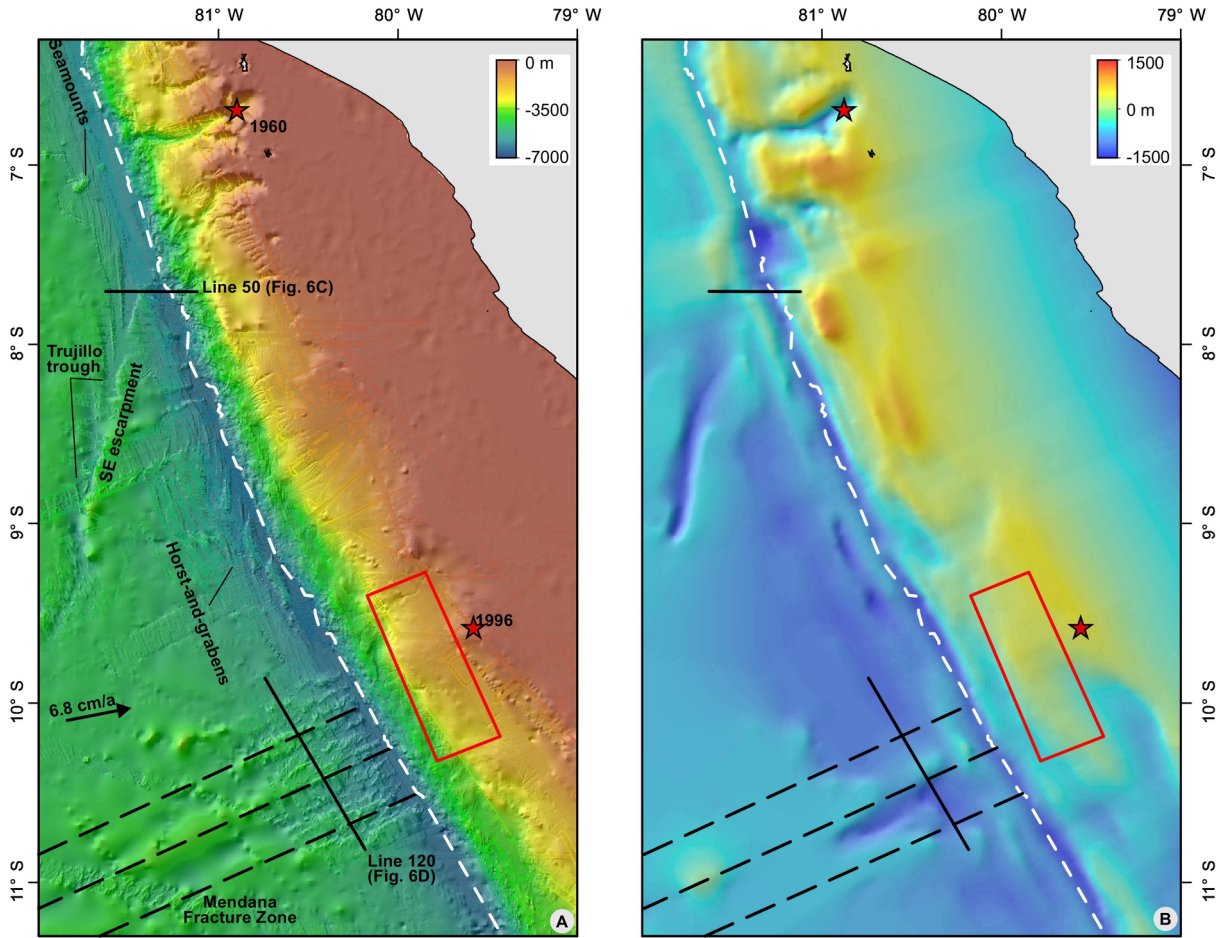 81° W
80° W
79° W
81° W
80° W
79° W
Seamounts
0 m
-3500
-7000
1960
1500
0 m
-1500
7° S
7° S
Line 50 (Fig. 6C)
8° S
8° S
Trujillo
trough
SE escarpment
9° S
9° S
Horst-and-grabens
1996
6.8 cm/a
10° S
10° S
Line 120
(Fig. 6D)
Mendana
Fracture Zone
11° S
11° S
A
B